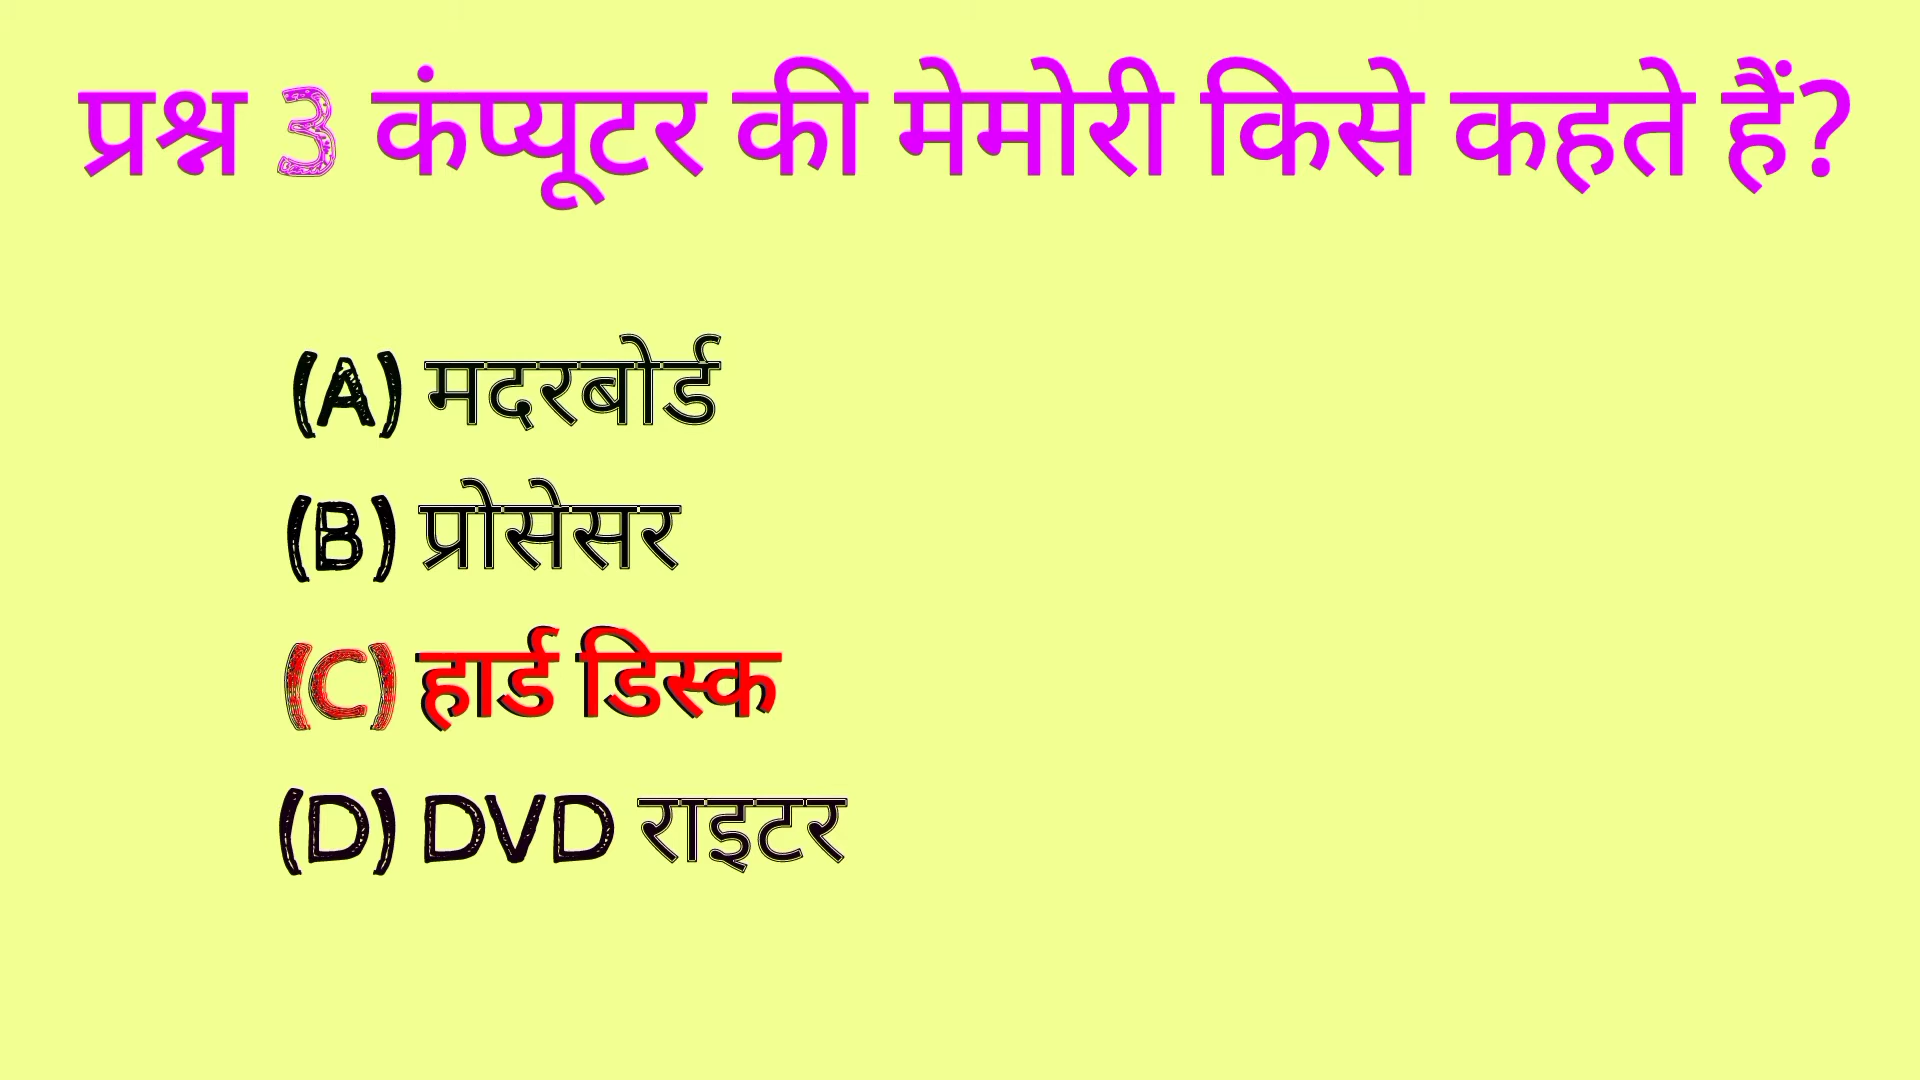 प्रश्न 3 कंप्यूटर की मेमोरी किसे कहते हैं?
(A) मदरबोर्ड
(B) प्रोसेसर
(C) हार्ड डिस्क
(D) DVD राइटर